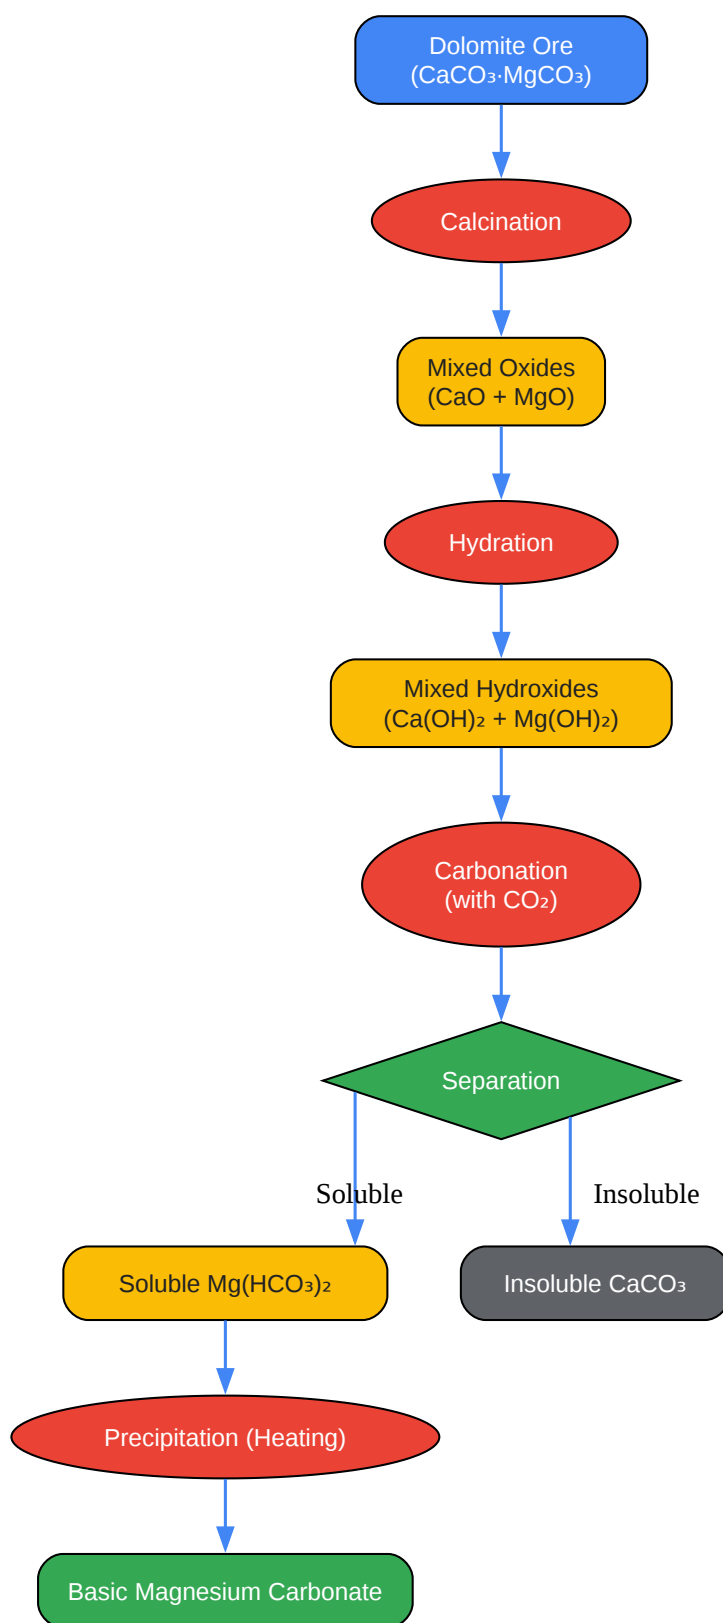 Dolomite Ore
(CaCO₃·MgCO₃)
Calcination
Mixed Oxides
(CaO + MgO)
Hydration
Mixed Hydroxides
(Ca(OH)₂ + Mg(OH)₂)
Carbonation
(with CO₂)
Separation
Soluble
Insoluble
Soluble Mg(HCO₃)₂
Insoluble CaCO₃
Precipitation (Heating)
Basic Magnesium Carbonate